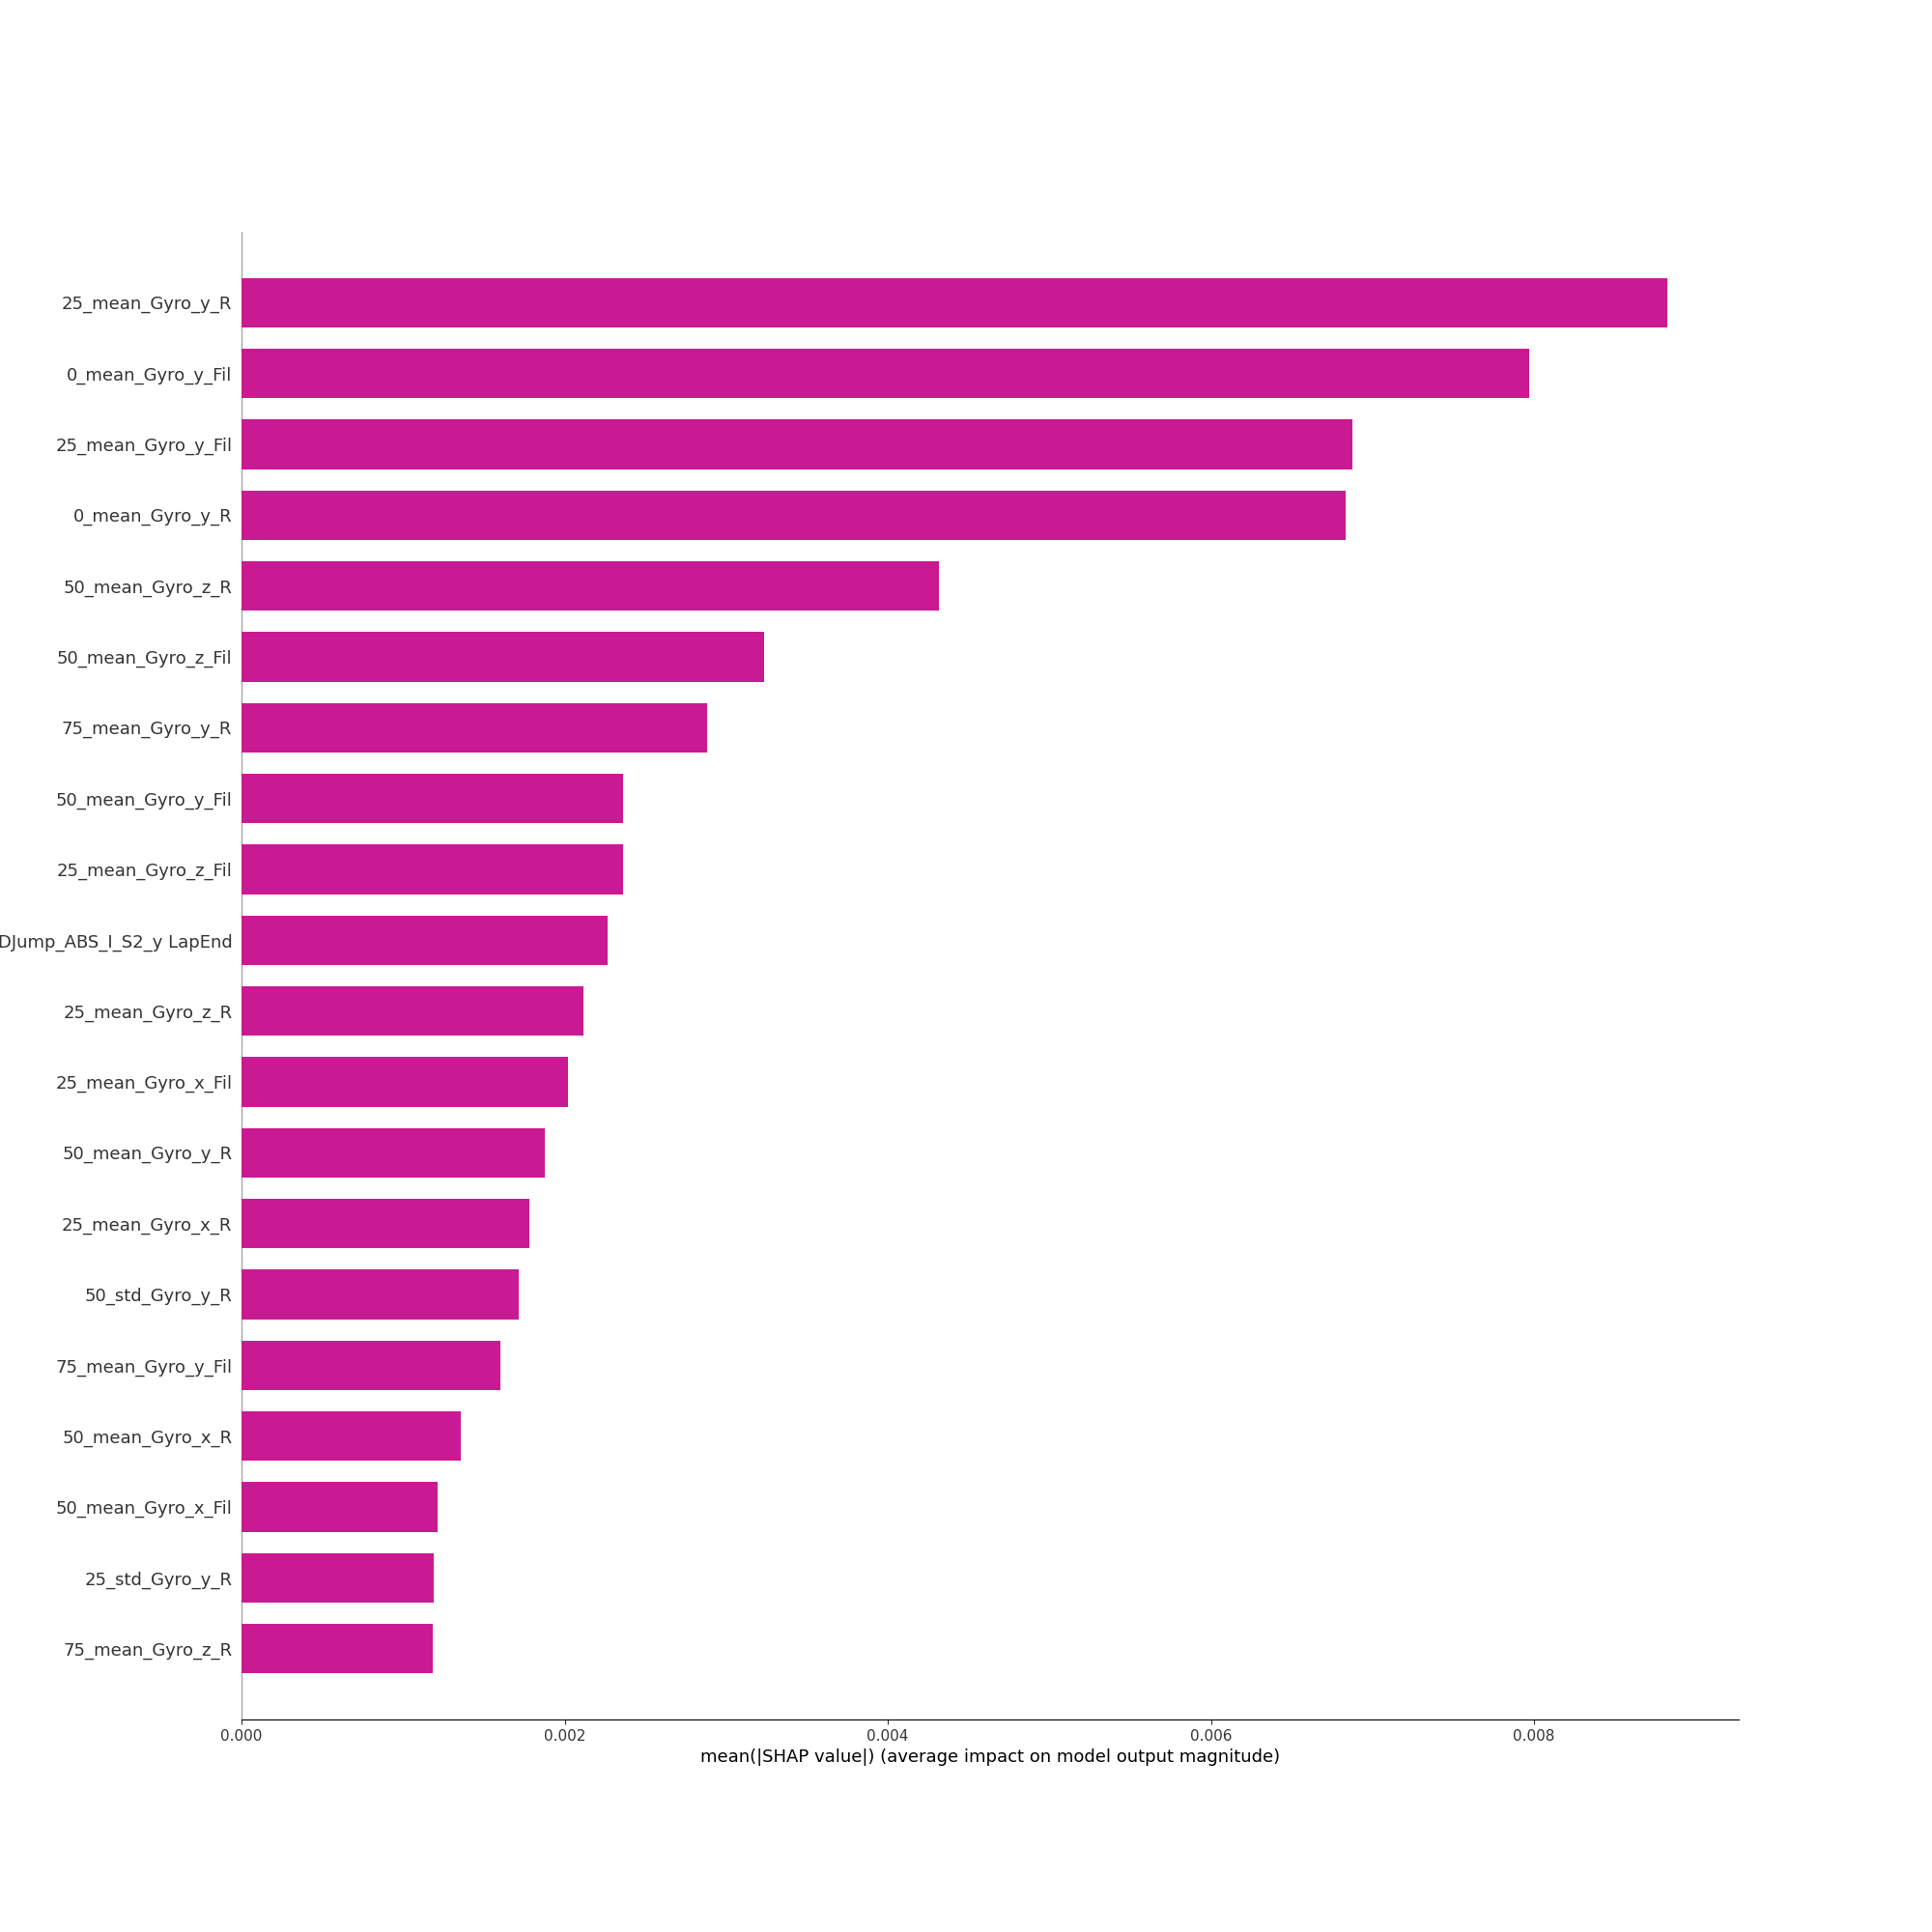 25_mean_Gyro_y_R
0_mean_Gyro_y_Fil
25_mean_Gyro_y_Fil
0_mean_Gyro_y_R
50_mean_Gyro_z_R
50_mean_Gyro_z_Fil
75_mean_Gyro_y_R
50_mean_Gyro_y_Fil
25_mean_Gyro_z_Fil
DJump_ABS_I_S2_y LapEnd
25_mean_Gyro_z_R
25_mean_Gyro_x_Fil
50_mean_Gyro_y_R
25_mean_Gyro_x_R
50_std_Gyro_y_R
75_mean_Gyro_y_Fil
50_mean_Gyro_x_R
50_mean_Gyro_x_Fil
25_std_Gyro_y_R
75_mean_Gyro_z_R
0.000 0.002 0.004 0.006 0.008
mean(|SHAP value|) (average impact on model output magnitude)